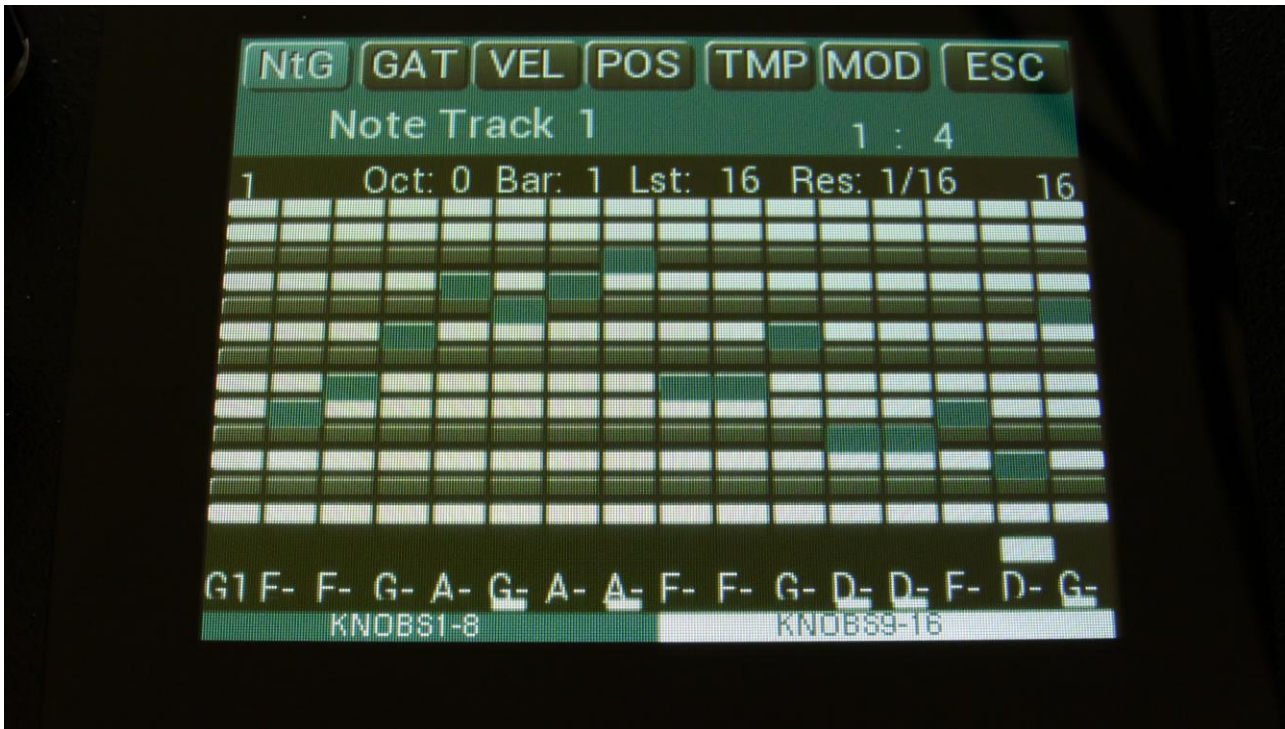 NtG GAT VEL POS TMP MOD ESC
Note Track 1 1 : 4
1 Oct: 0 Bar: 1 Lst: 16 Res: 1/16 16
G1 F- F- G- A- G- A- A- F- F- G- D- D- F- D- G-
KNOBS1-8 KNOBS9-16